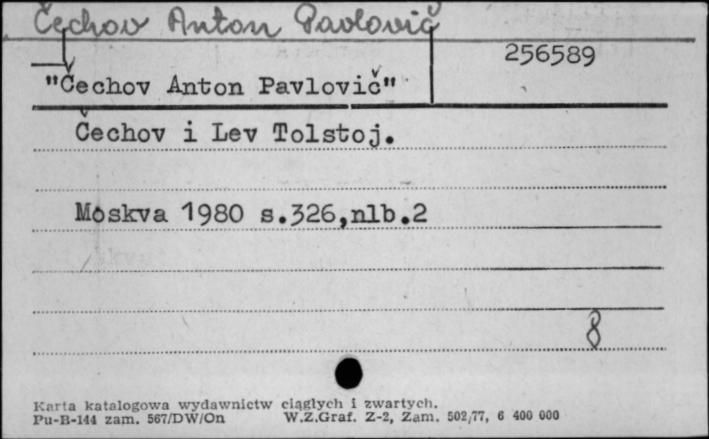 Čechov Anton Pavlovič
256589
"Čechov Anton Pavlovič"
Čechov i Lev Tolstoj.
Moskva 1980 s.326,nlb.2
8
Karta katalogowa wydawnictw ciągłych i zwartych.
Pu-B-144 zam. 567/DW/On W.Z.Graf. Z-2, Zam. 502/77, 6 400 000